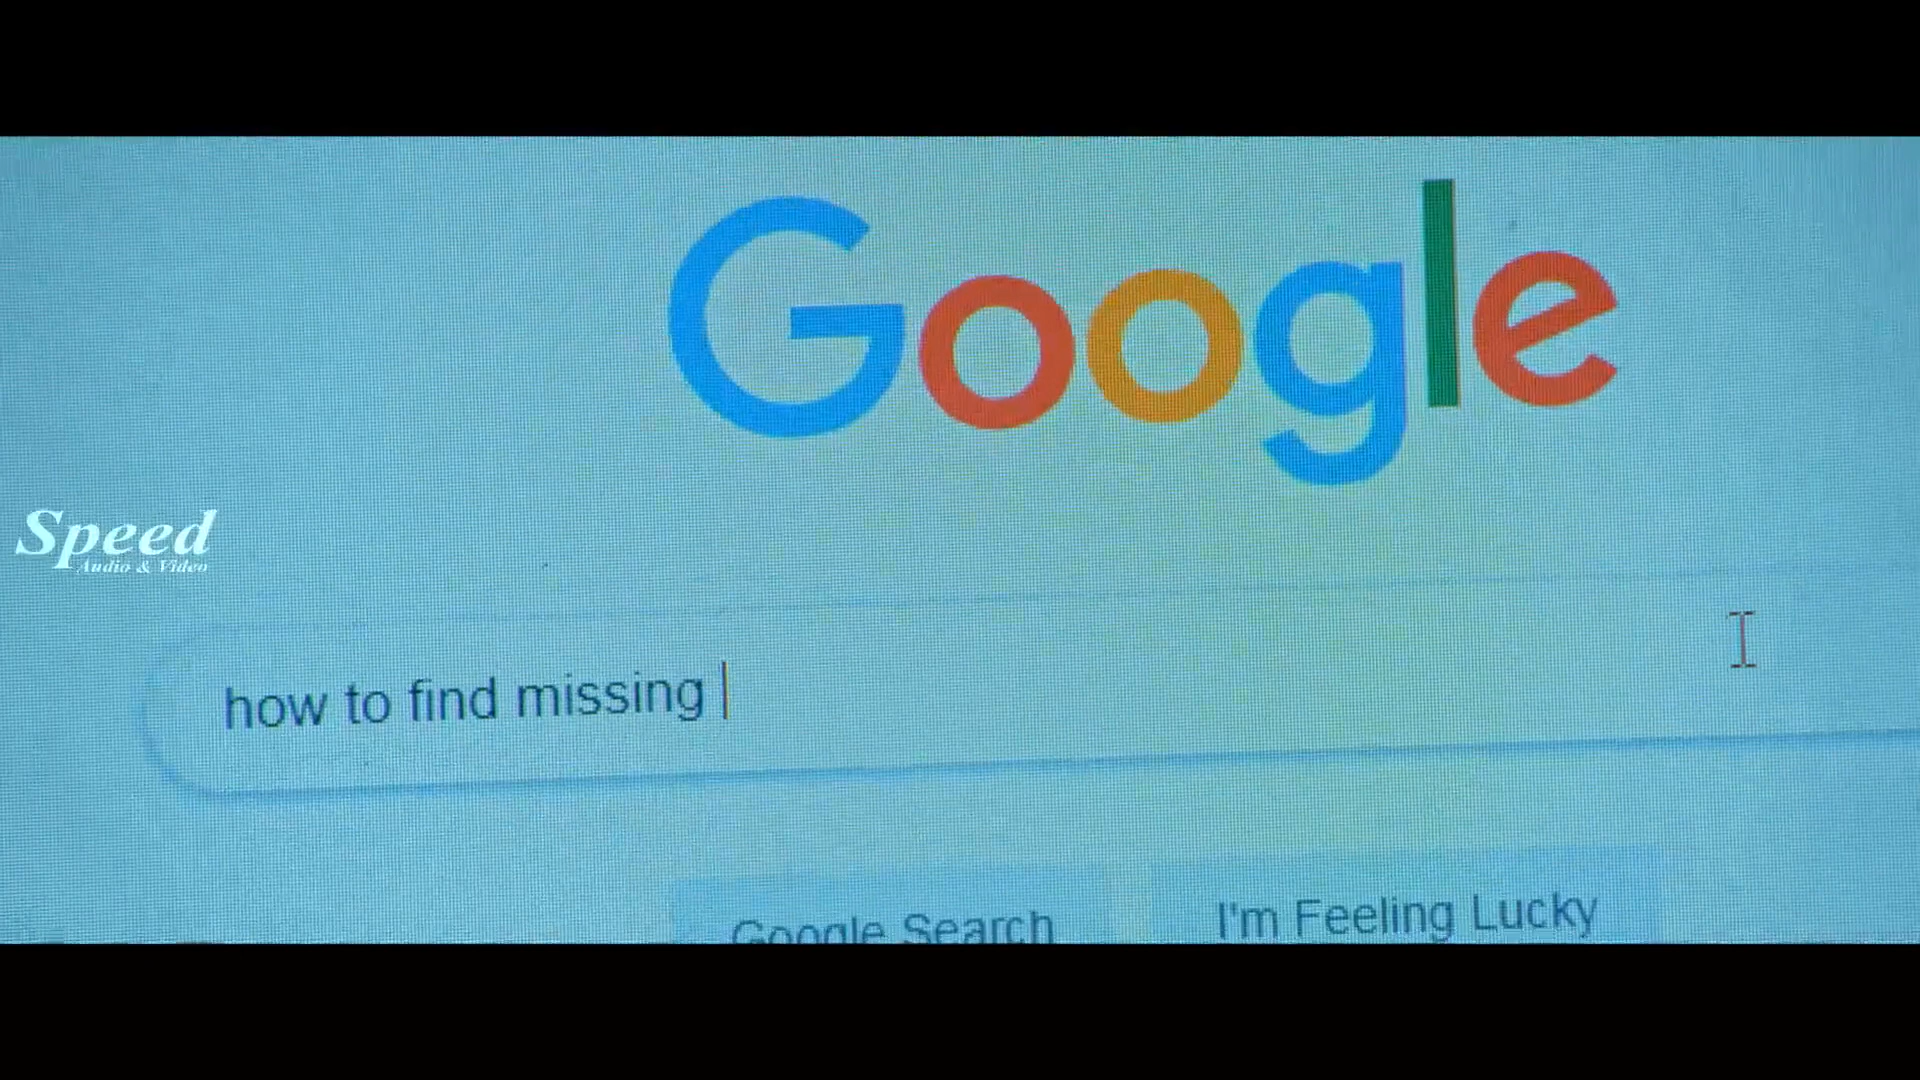 Google
Speed
Audio & Video
how to find missing
Google Search
I'm Feeling Lucky